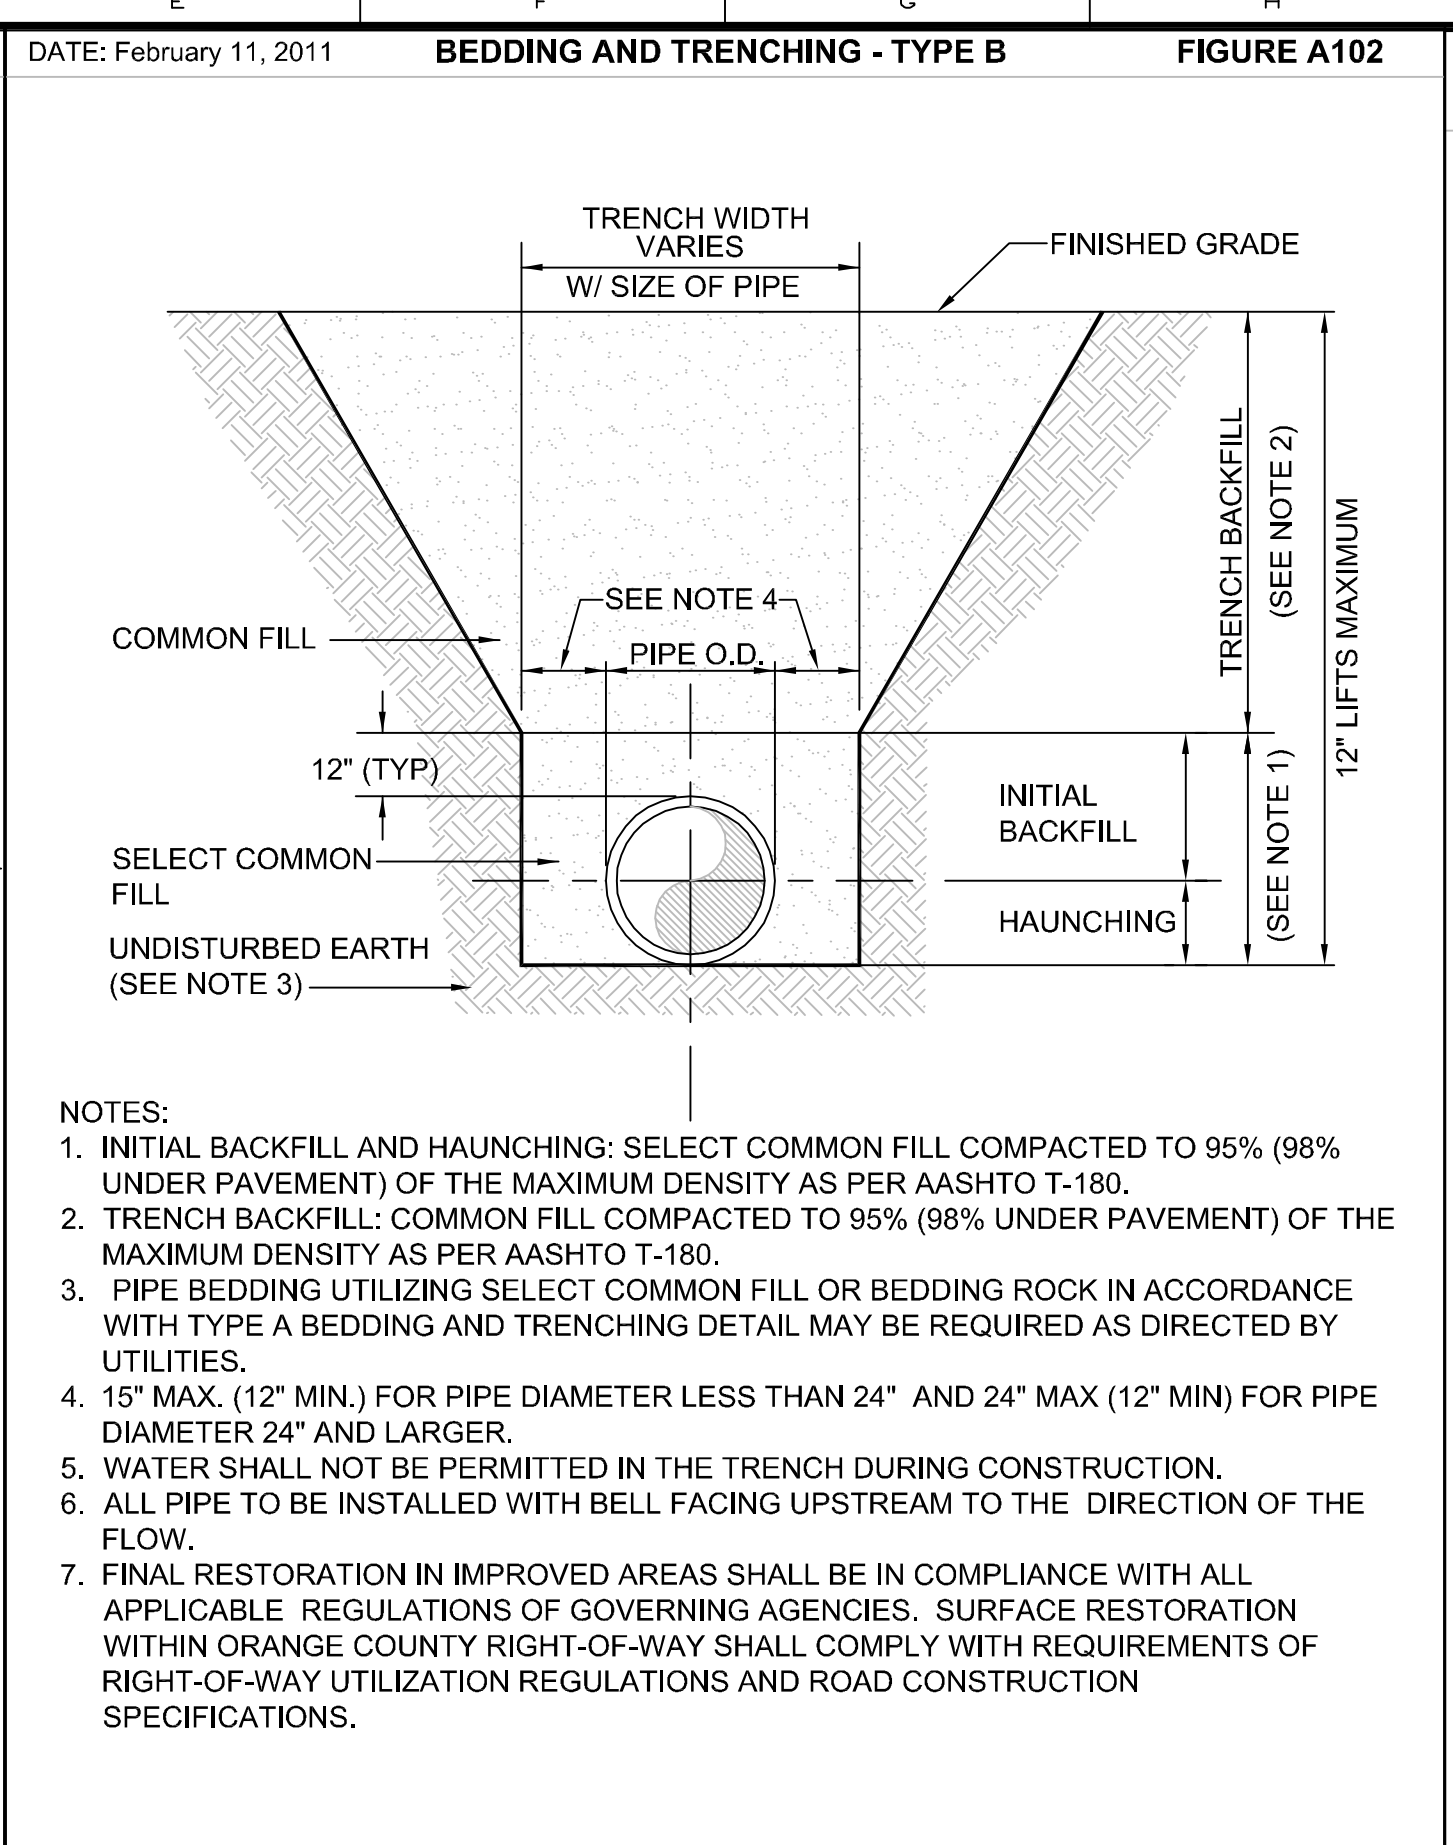 E F G H
DATE: February 11, 2011 BEDDING AND TRENCHING - TYPE B FIGURE A102
TRENCH WIDTH
VARIES
W/ SIZE OF PIPE
FINISHED GRADE
TRENCH BACKFILL
(SEE NOTE 2)
12" LIFTS MAXIMUM
SEE NOTE 4
COMMON FILL
PIPE O.D.
12" (TYP)
INITIAL
BACKFILL
(SEE NOTE 1)
SELECT COMMON
FILL
HAUNCHING
UNDISTURBED EARTH
(SEE NOTE 3)
NOTES:
1. INITIAL BACKFILL AND HAUNCHING: SELECT COMMON FILL COMPACTED TO 95% (98%
UNDER PAVEMENT) OF THE MAXIMUM DENSITY AS PER AASHTO T-180.
2. TRENCH BACKFILL: COMMON FILL COMPACTED TO 95% (98% UNDER PAVEMENT) OF THE
MAXIMUM DENSITY AS PER AASHTO T-180.
3. PIPE BEDDING UTILIZING SELECT COMMON FILL OR BEDDING ROCK IN ACCORDANCE
WITH TYPE A BEDDING AND TRENCHING DETAIL MAY BE REQUIRED AS DIRECTED BY
UTILITIES.
4. 15" MAX. (12" MIN.) FOR PIPE DIAMETER LESS THAN 24" AND 24" MAX (12" MIN) FOR PIPE
DIAMETER 24" AND LARGER.
5. WATER SHALL NOT BE PERMITTED IN THE TRENCH DURING CONSTRUCTION.
6. ALL PIPE TO BE INSTALLED WITH BELL FACING UPSTREAM TO THE DIRECTION OF THE
FLOW.
7. FINAL RESTORATION IN IMPROVED AREAS SHALL BE IN COMPLIANCE WITH ALL
APPLICABLE REGULATIONS OF GOVERNING AGENCIES. SURFACE RESTORATION
WITHIN ORANGE COUNTY RIGHT-OF-WAY SHALL COMPLY WITH REQUIREMENTS OF
RIGHT-OF-WAY UTILIZATION REGULATIONS AND ROAD CONSTRUCTION
SPECIFICATIONS.